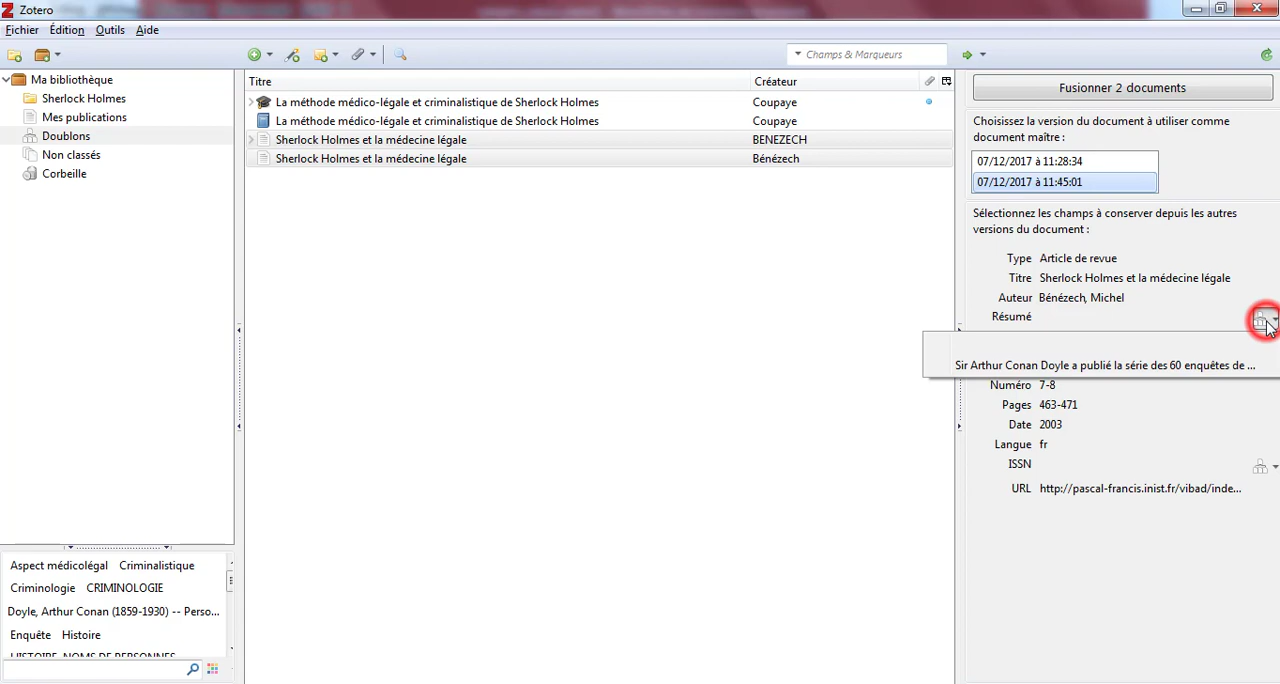 Zotero
Fichier Édition Outils Aide
Champs & Marqueurs
Ma bibliothèque
Sherlock Holmes
Mes publications
Doublons
Non classés
Corbeille
Titre Créateur
La méthode médico-légale et criminalistique de Sherlock Holmes Coupaye
La méthode médico-légale et criminalistique de Sherlock Holmes Coupaye
Sherlock Holmes et la médecine légale BENEZECH
Sherlock Holmes et la médecine légale Bénézech
Fusionner 2 documents
Choisissez la version du document à utiliser comme
document maître :
07/12/2017 à 11:28:34
07/12/2017 à 11:45:01
Sélectionnez les champs à conserver depuis les autres
versions du document :
Type Article de revue
Titre Sherlock Holmes et la médecine légale
Auteur Bénézech, Michel
Résumé
Sir Arthur Conan Doyle a publié la série des 60 enquêtes de ...
Numéro 7-8
Pages 463-471
Date 2003
Langue fr
ISSN
URL http://pascal-francis.inist.fr/vibad/inde...
Aspect médicolégal Criminalistique
Criminologie CRIMINOLOGIE
Doyle, Arthur Conan (1859-1930) -- Perso...
Enquête Histoire
HISTOIRE, NOMS DE PERSONNES